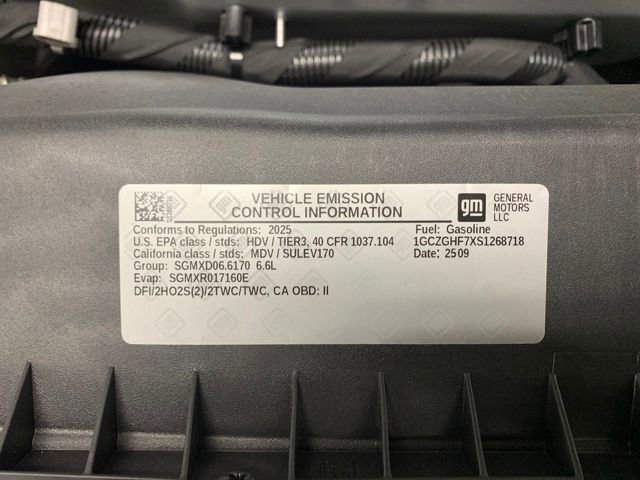 VEHICLE EMISSION
CONTROL INFORMATION
gm
GENERAL
MOTORS
LLC
Conforms to Regulations: 2025
Fuel: Gasoline
U.S. EPA class / stds: HDV / TIER3, 40 CFR 1037.104
1GCZGHF7XS1268718
California class / stds: MDV / SULEV170
Date: 2509
Group: SGMXD06.6170 6.6L
Evap: SGMXR017160E
DFI/2HO2S(2)/2TWC/TWC, CA OBD: II